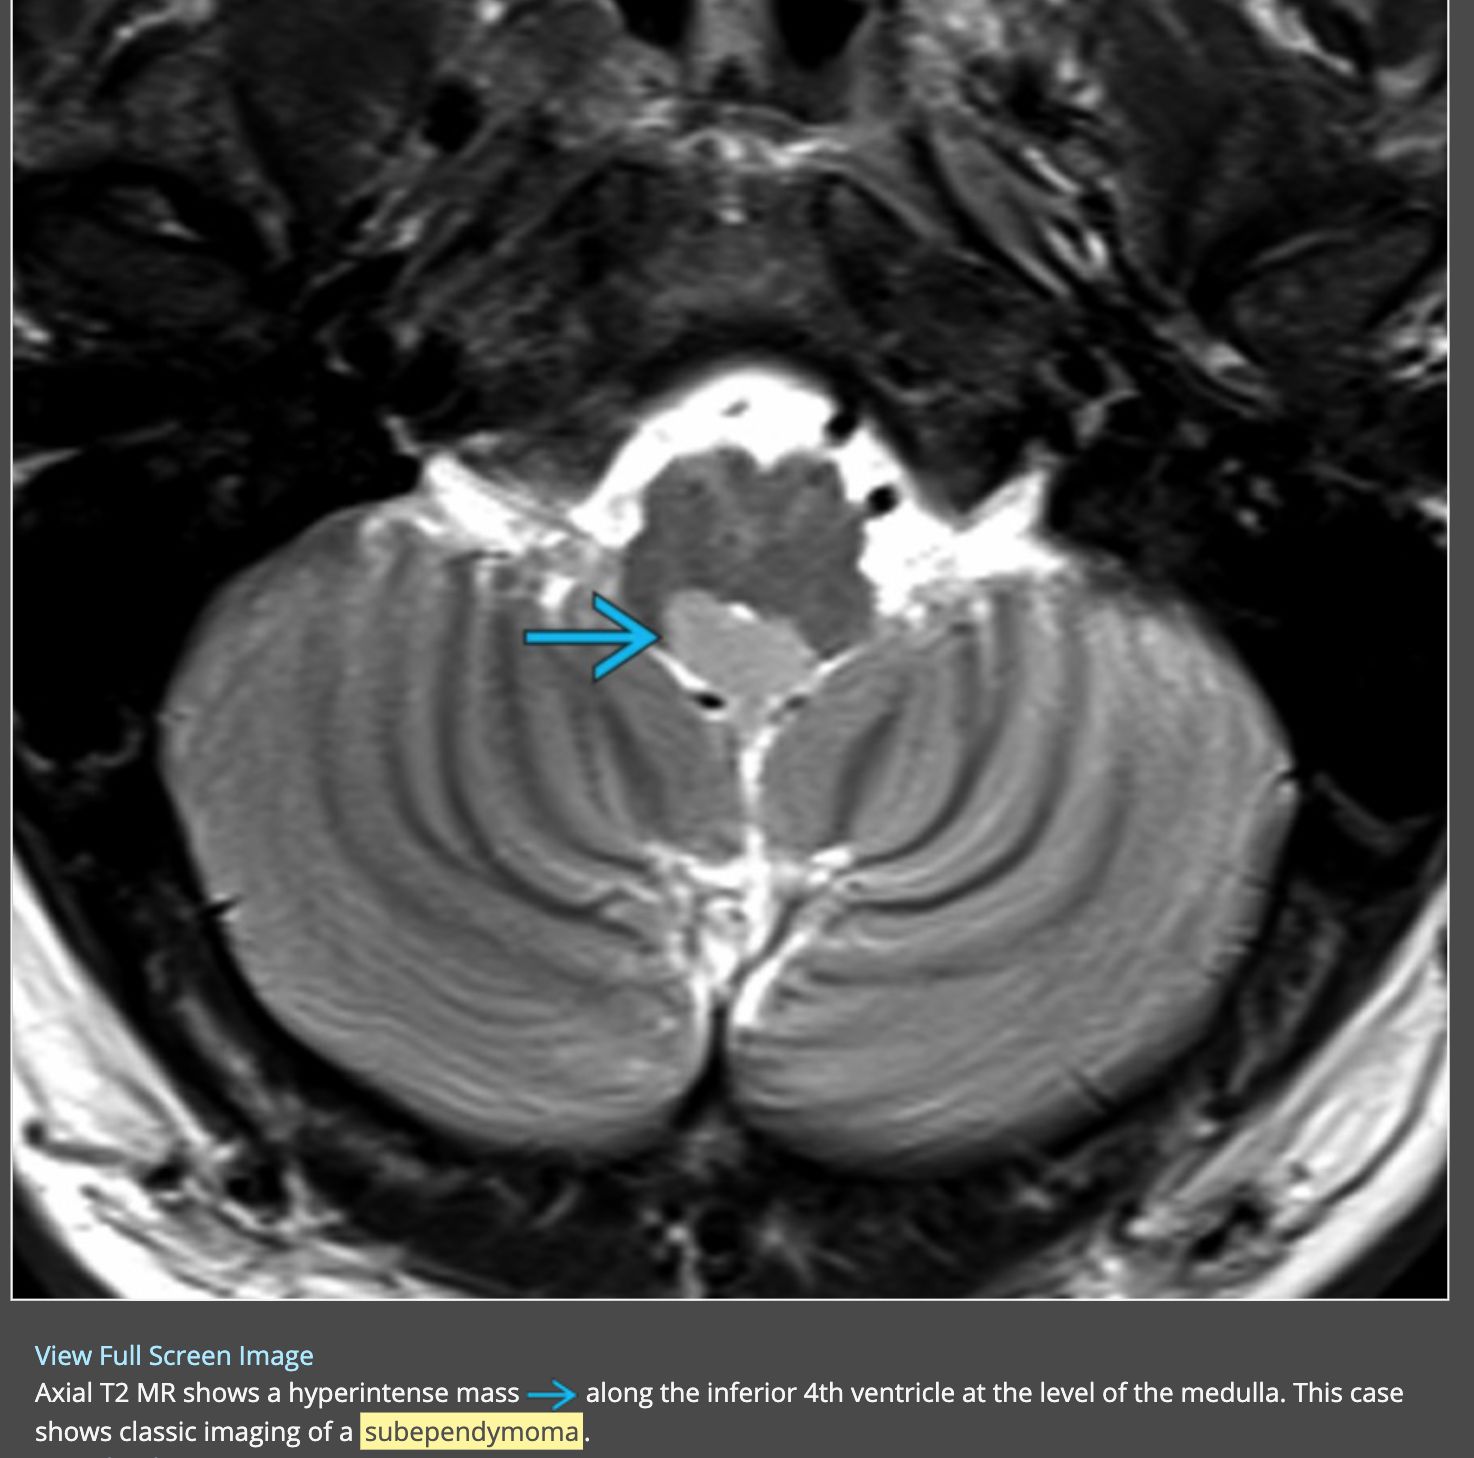 View Full Screen Image
Axial T2 MR shows a hyperintense mass → along the inferior 4th ventricle at the level of the medulla. This case
shows classic imaging of a subependymoma.